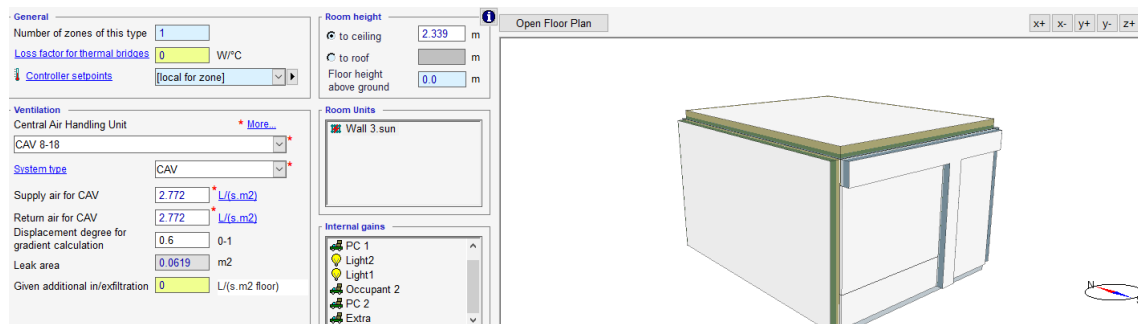 General
Number of zones of this type 1
Loss factor for thermal bridges 0 W/°C
Controller setpoints [local for zone]
Ventilation
Central Air Handling Unit * More...
CAV 8-18 *
System type CAV *
Supply air for CAV 2.772 * L/(s.m2)
Return air for CAV 2.772 * L/(s.m2)
Displacement degree for
gradient calculation 0.6 0-1
Leak area 0.0619 m2
Given additional in/exfiltration 0 L/(s.m2 floor)
Room height
to ceiling 2.339 m
to roof m
Floor height
above ground 0.0 m
Room Units
Wall 3.sun
Internal gains
PC 1
Light2
Light1
Occupant 2
PC 2
Extra
Open Floor Plan
x+ x- y+ y- z+
N